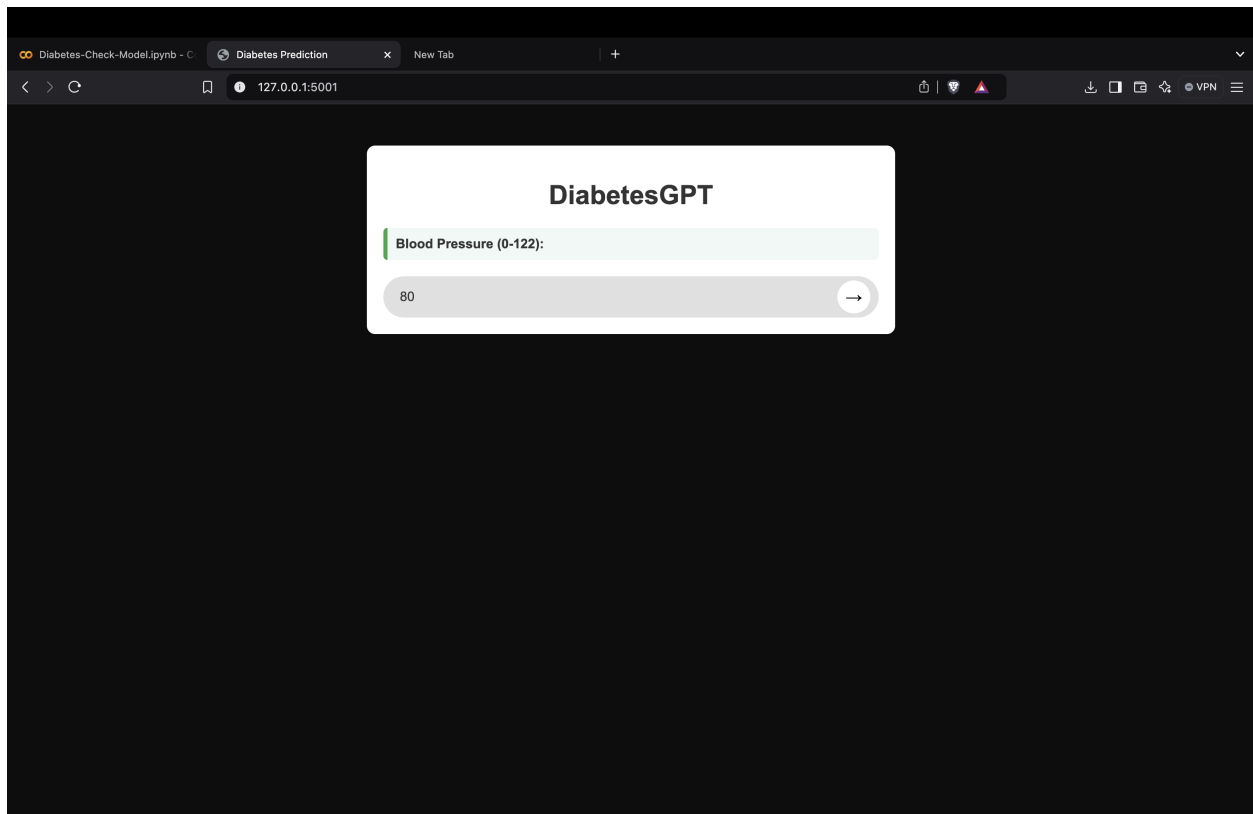 Diabetes-Check-Model.ipynb - C
Diabetes Prediction
New Tab
127.0.0.1:5001
VPN
DiabetesGPT
Blood Pressure (0-122):
80